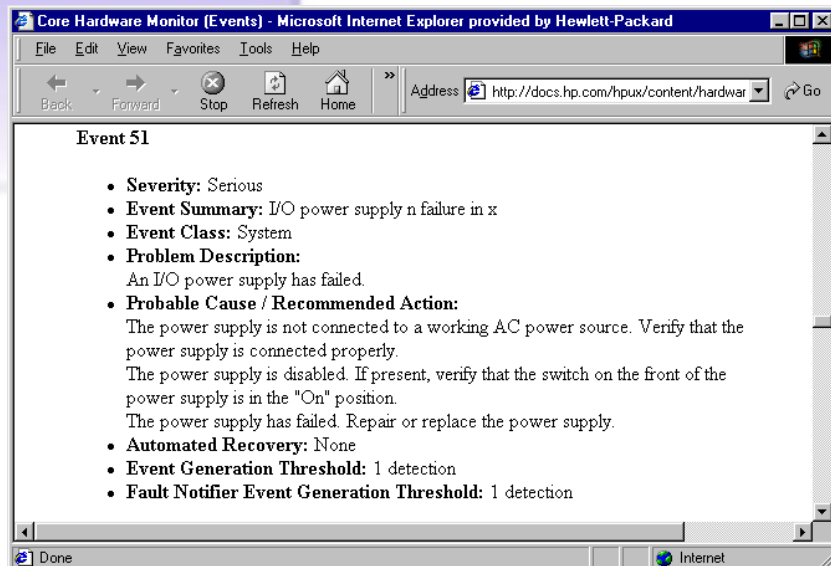 Core Hardware Monitor (Events) - Microsoft Internet Explorer provided by Hewlett-Packard
File Edit View Favorites Tools Help
Back Forward Stop Refresh Home » Address http://docs.hp.com/hpux/content/hardwar Go
Event 51
• Severity: Serious
• Event Summary: I/O power supply n failure in x
• Event Class: System
• Problem Description:
An I/O power supply has failed.
• Probable Cause / Recommended Action:
The power supply is not connected to a working AC power source. Verify that the
power supply is connected properly.
The power supply is disabled. If present, verify that the switch on the front of the
power supply is in the "On" position.
The power supply has failed. Repair or replace the power supply.
• Automated Recovery: None
• Event Generation Threshold: 1 detection
• Fault Notifier Event Generation Threshold: 1 detection
Done Internet